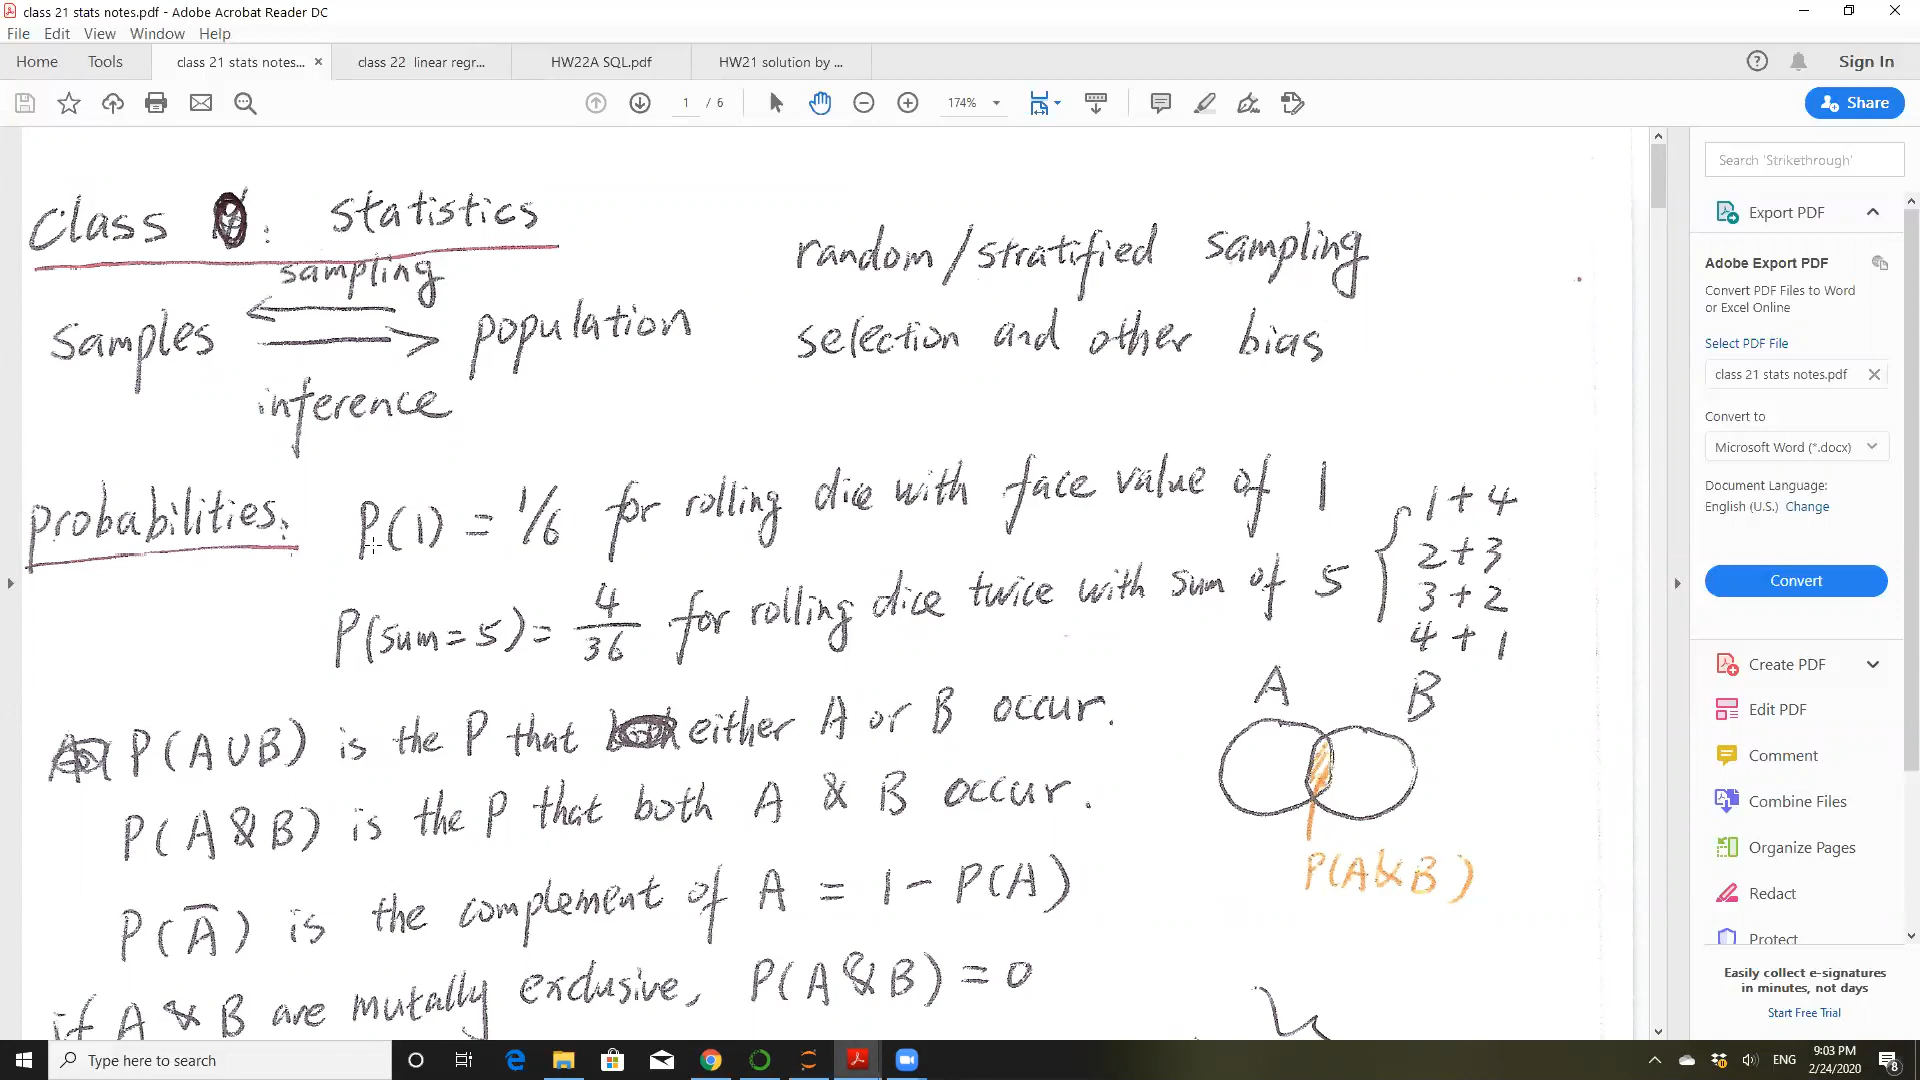 class 21 stats notes.pdf - Adobe Acrobat Reader DC
File Edit View Window Help
Home Tools class 21 stats notes... × class 22 linear regr... HW22A SQL.pdf HW21 solution by ... Sign In
1 / 6 174% Share
Class : statistics
sampling
samples population
inference
random/stratified sampling
selection and other bias
probabilities:
P(1) = 1/6 for rolling dice with face value of 1
P(sum=5) = 4/36 for rolling dice twice with sum of 5
1 + 4
2 + 3
3 + 2
4 + 1
P(A∪B) is the P that either A or B occur.
P(A&B) is the P that both A & B occur.
P(A̅) is the complement of A = 1 - P(A)
if A & B are mutally exclusive, P(A&B) = 0
A B
P(A&B)
Search 'Strikethrough'
Export PDF
Adobe Export PDF
Convert PDF Files to Word
or Excel Online
Select PDF File
class 21 stats notes.pdf
Convert to
Microsoft Word (*.docx)
Document Language:
English (U.S.) Change
Convert
Create PDF
Edit PDF
Comment
Combine Files
Organize Pages
Redact
Protect
Easily collect e-signatures
in minutes, not days
Start Free Trial
Type here to search
ENG
9:03 PM
2/24/2020
8